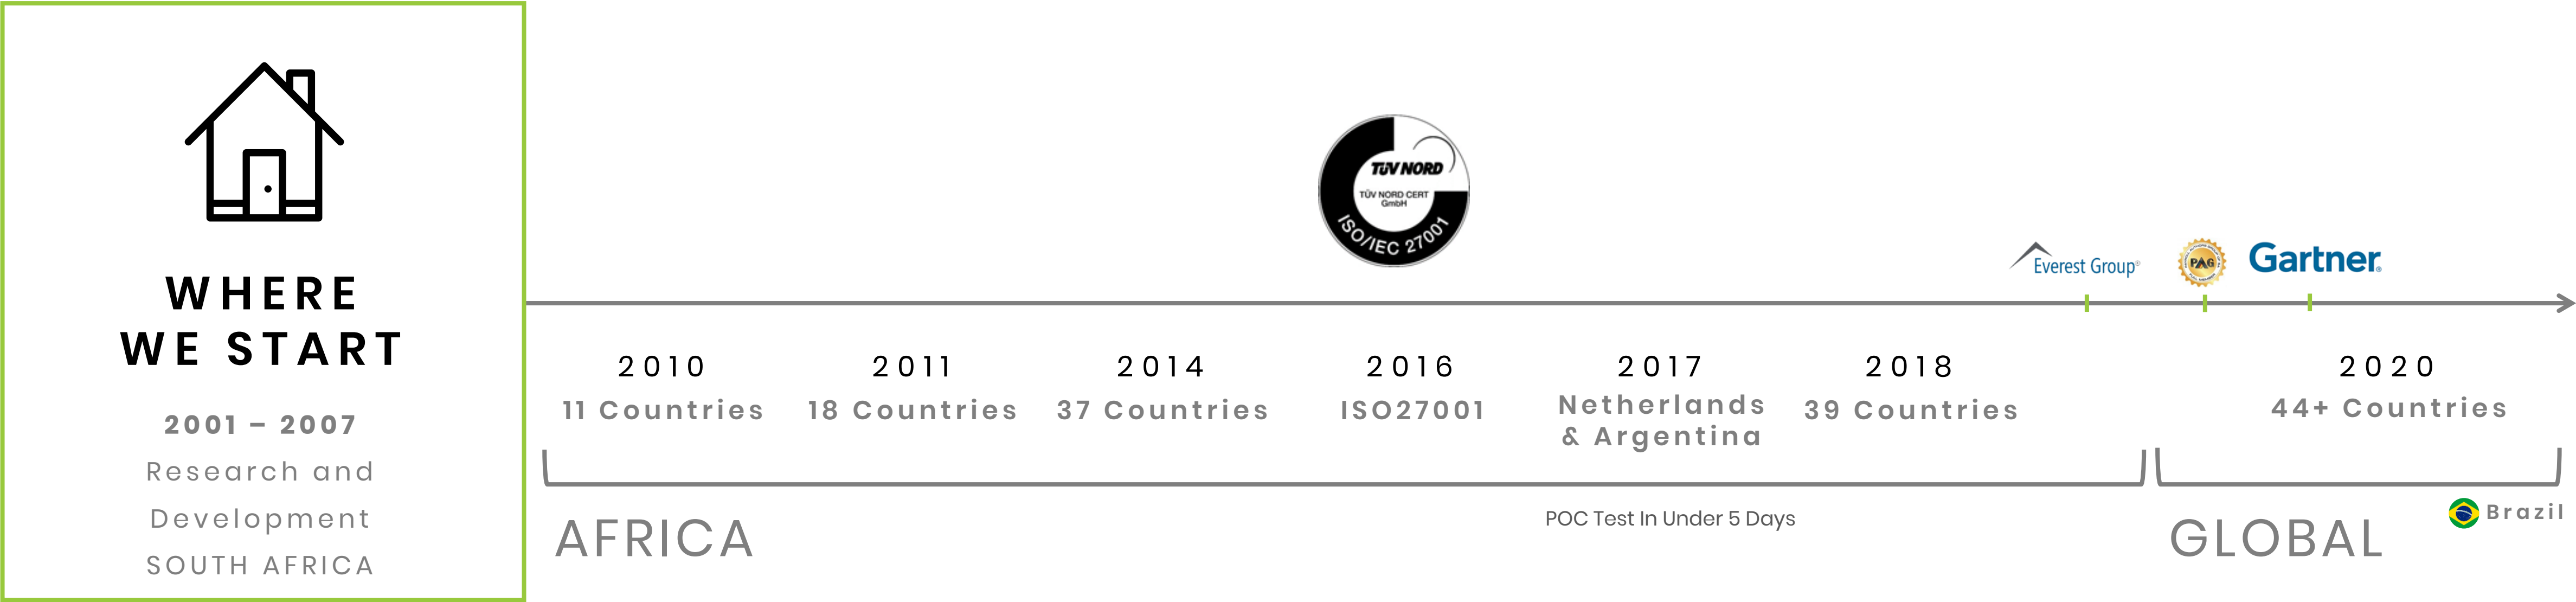 WHERE
WE START
2001 – 2007
Research and
Development
SOUTH AFRICA
TÜV NORD
TÜV NORD CERT
GmbH
ISO/IEC 27001
Everest Group®
PAG
Gartner®
2010
11 Countries
2011
18 Countries
2014
37 Countries
2016
ISO27001
2017
Netherlands
& Argentina
2018
39 Countries
2020
44+ Countries
AFRICA
POC Test In Under 5 Days
GLOBAL
Brazil